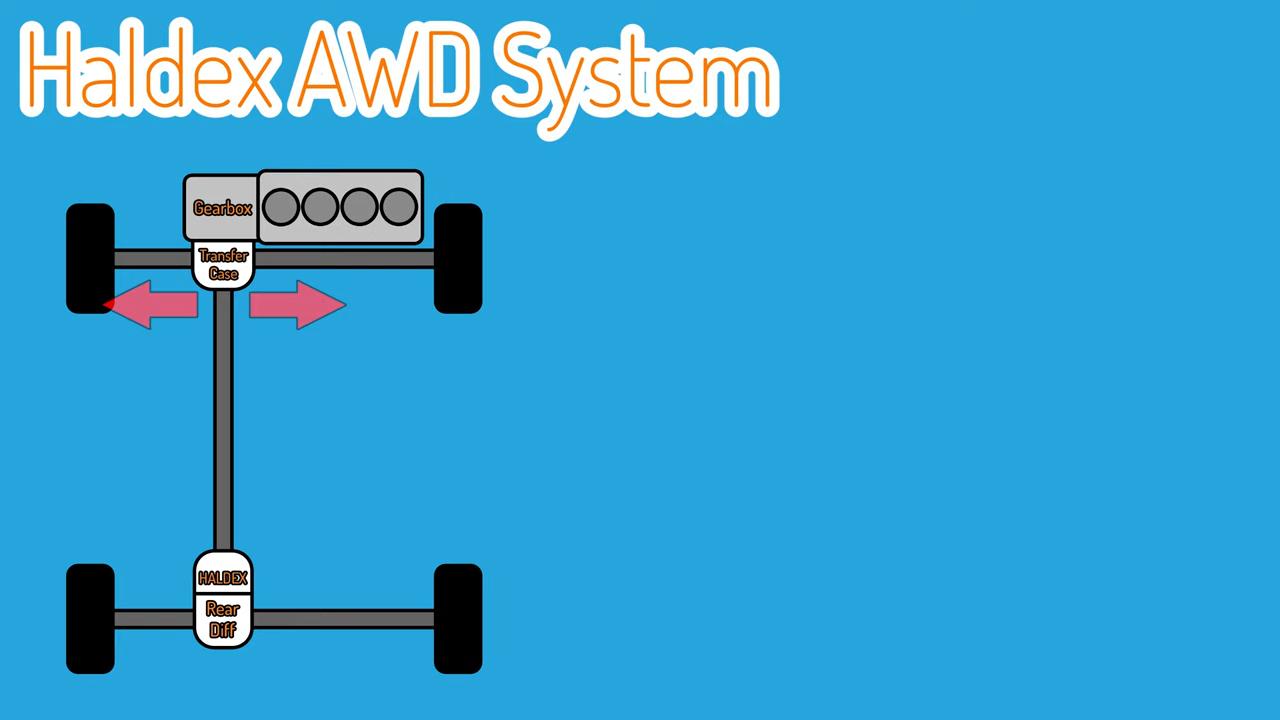 Haldex AWD System
Gearbox
Transfer
Case
HALDEX
Rear
Diff